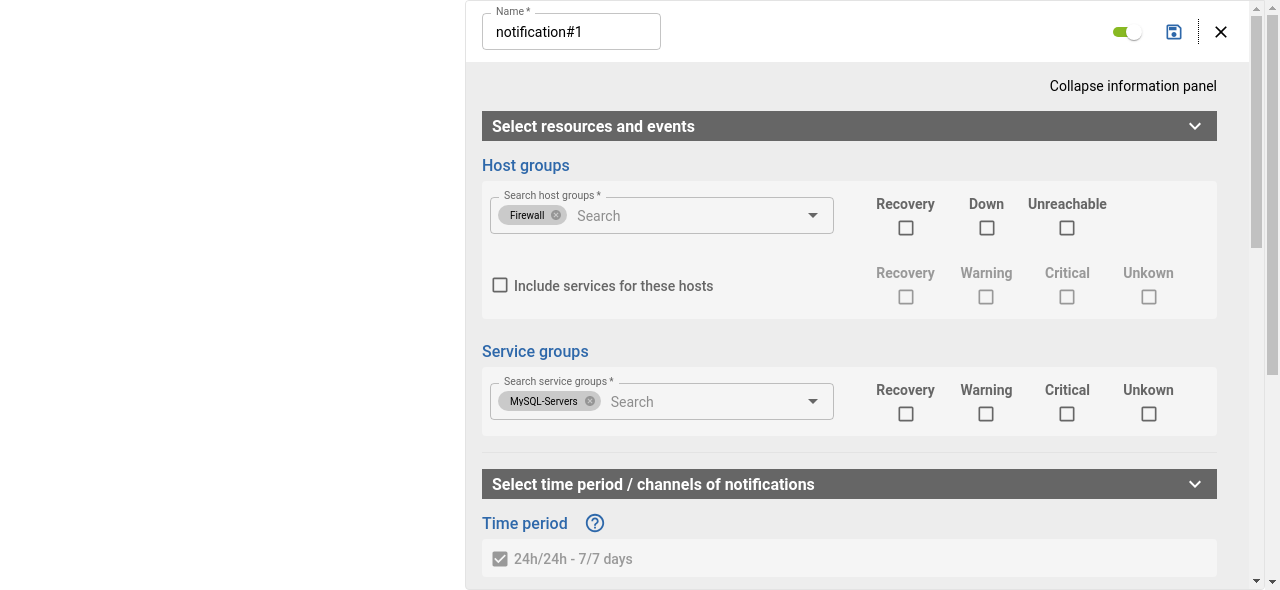 Name *
notification#1
Collapse information panel
Select resources and events
Host groups
Search host groups *
Firewall Search
Recovery Down Unreachable
Include services for these hosts
Recovery Warning Critical Unkown
Service groups
Search service groups *
MySQL-Servers Search
Recovery Warning Critical Unkown
Select time period / channels of notifications
Time period ?
24h/24h - 7/7 days